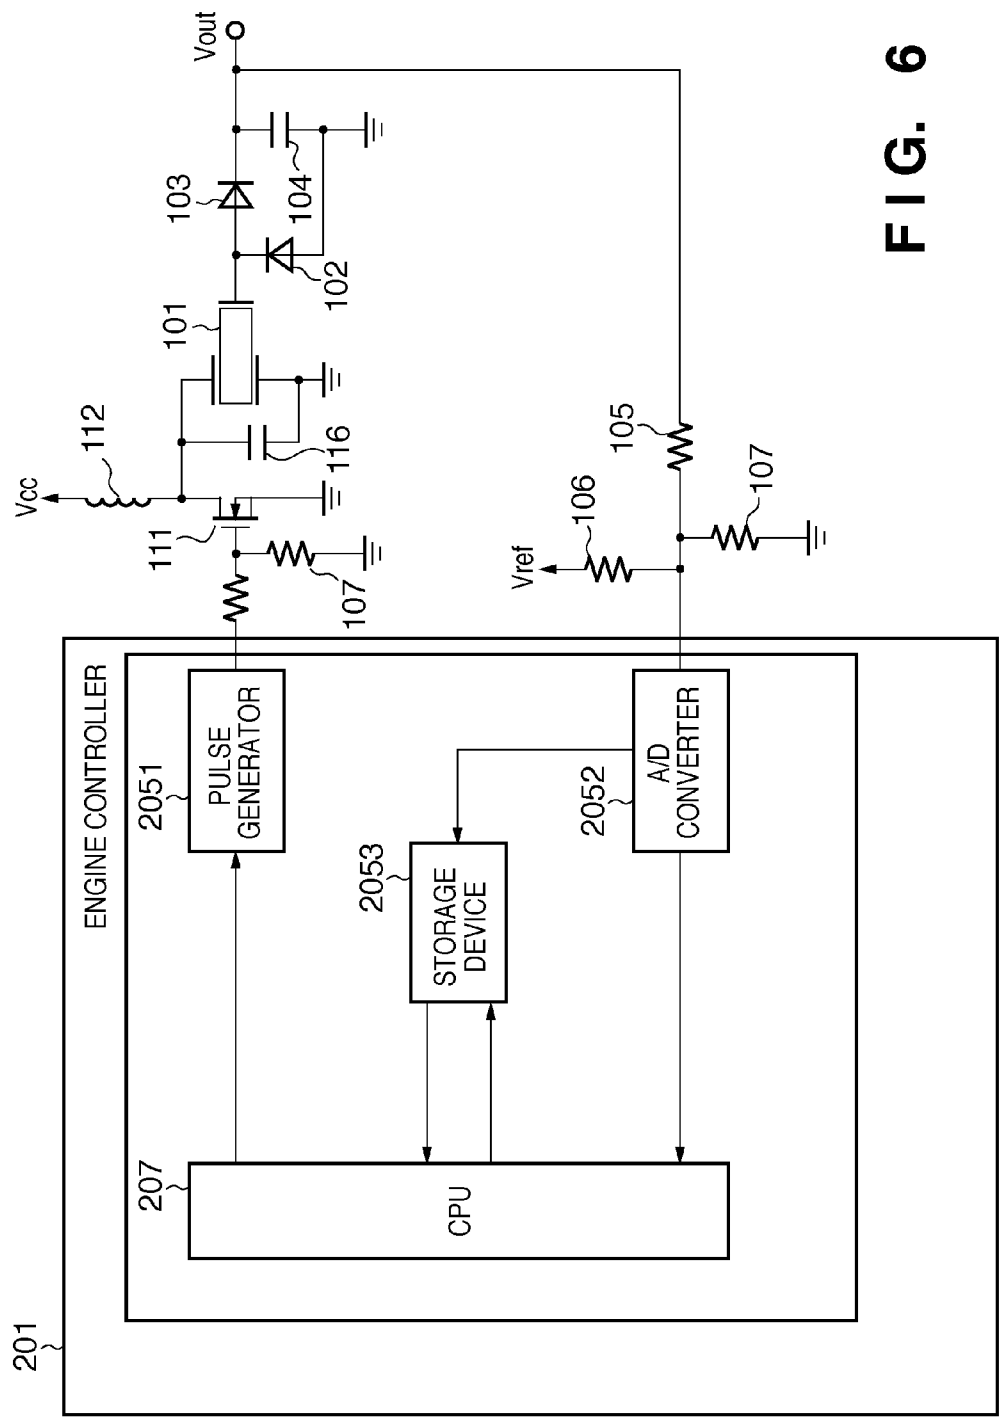 FIG. 6
201
ENGINE CONTROLLER
207
CPU
2051
PULSE
GENERATOR
2053
STORAGE
DEVICE
2052
A/D
CONVERTER
Vcc
112
111
107
116
101
102
103
104
Vout
Vref
106
105
107